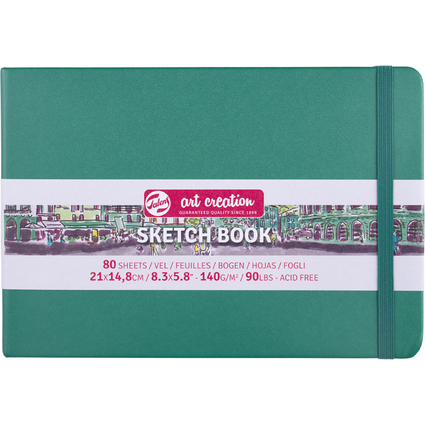 Talens art creation
GUARANTEED QUALITY SINCE 1899
SKETCH BOOK
80 SHEETS / VEL / FEUILLES / BOGEN / HOJAS / FOGLI
21x14,8CM / 8.3x5.8" - 140G/M² / 90LBS - ACID FREE